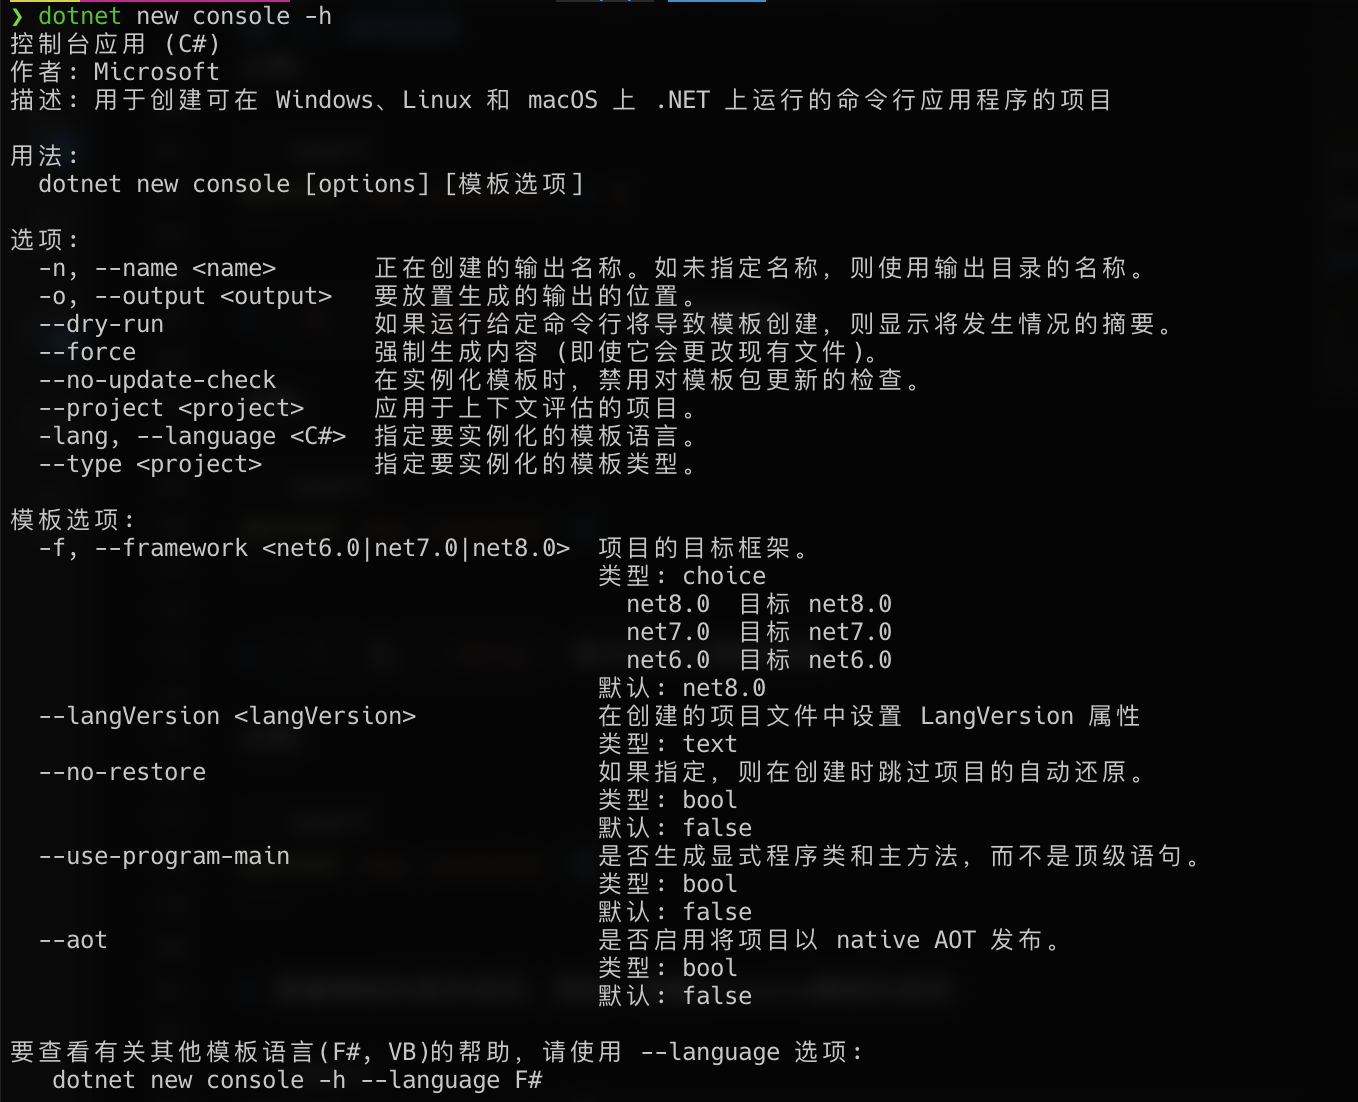 ❯ dotnet new console -h
控制台应用 (C#)
作者: Microsoft
描述: 用于创建可在 Windows、Linux 和 macOS 上 .NET 上运行的命令行应用程序的项目
用法:
dotnet new console [options] [模板选项]
选项:
-n, --name <name> 正在创建的输出名称。如未指定名称，则使用输出目录的名称。
-o, --output <output> 要放置生成的输出的位置。
--dry-run 如果运行给定命令行将导致模板创建，则显示将发生情况的摘要。
--force 强制生成内容 (即使它会更改现有文件)。
--no-update-check 在实例化模板时，禁用对模板包更新的检查。
--project <project> 应用于上下文评估的项目。
-lang, --language <C#> 指定要实例化的模板语言。
--type <project> 指定要实例化的模板类型。
模板选项:
-f, --framework <net6.0|net7.0|net8.0> 项目的目标框架。
类型: choice
net8.0 目标 net8.0
net7.0 目标 net7.0
net6.0 目标 net6.0
默认: net8.0
--langVersion <langVersion> 在创建的项目文件中设置 LangVersion 属性
类型: text
--no-restore 如果指定，则在创建时跳过项目的自动还原。
类型: bool
默认: false
--use-program-main 是否生成显式程序类和主方法，而不是顶级语句。
类型: bool
默认: false
--aot 是否启用将项目以 native AOT 发布。
类型: bool
默认: false
要查看有关其他模板语言(F#, VB)的帮助，请使用 --language 选项:
dotnet new console -h --language F#